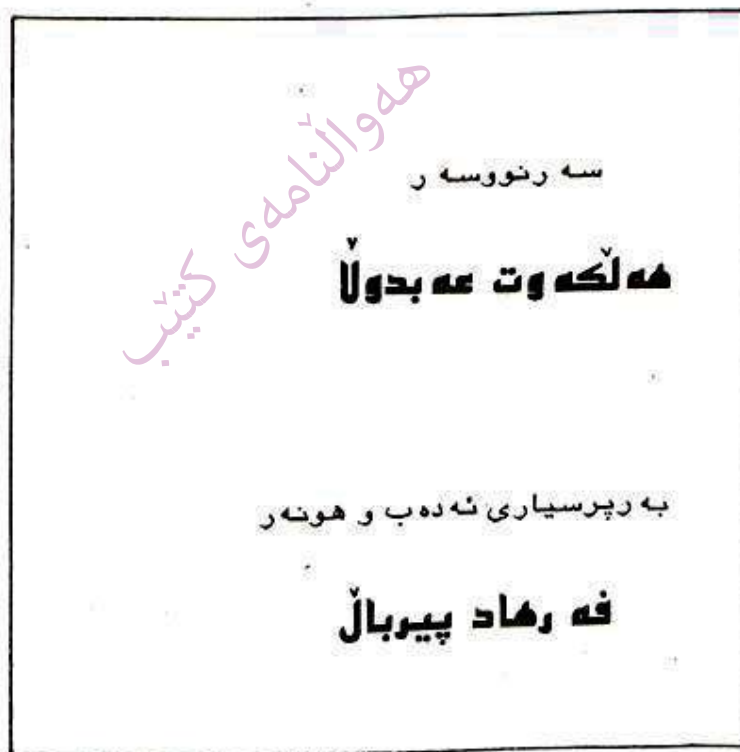 هەواڵنامەی کتێب
سەرنووسەر
هەڵکەوت عەبدوڵا
بەرپرسیاری ئەدەب و هونەر
فەرهاد پیرباڵ